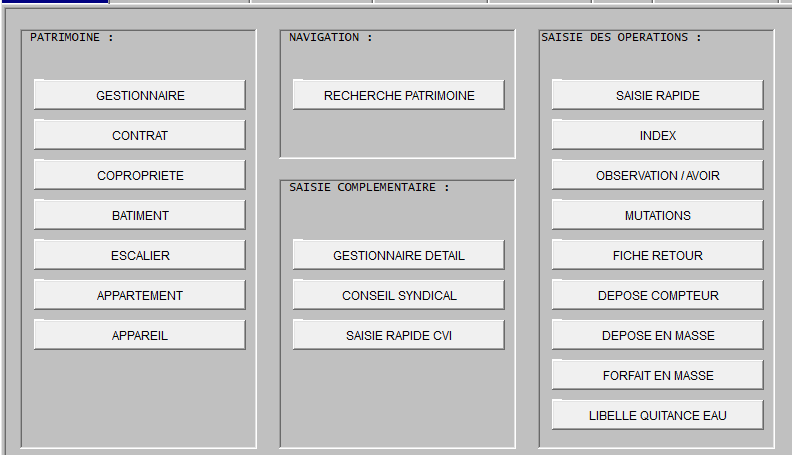 PATRIMOINE :
GESTIONNAIRE
CONTRAT
COPROPRIETE
BATIMENT
ESCALIER
APPARTEMENT
APPAREIL
NAVIGATION :
RECHERCHE PATRIMOINE
SAISIE COMPLEMENTAIRE :
GESTIONNAIRE DETAIL
CONSEIL SYNDICAL
SAISIE RAPIDE CVI
SAISIE DES OPERATIONS :
SAISIE RAPIDE
INDEX
OBSERVATION / AVOIR
MUTATIONS
FICHE RETOUR
DEPOSE COMPTEUR
DEPOSE EN MASSE
FORFAIT EN MASSE
LIBELLE QUITANCE EAU